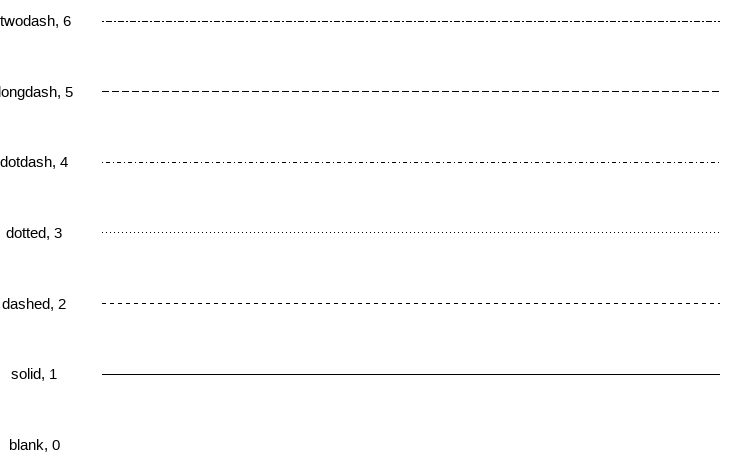 twodash, 6
longdash, 5
dotdash, 4
dotted, 3
dashed, 2
solid, 1
blank, 0